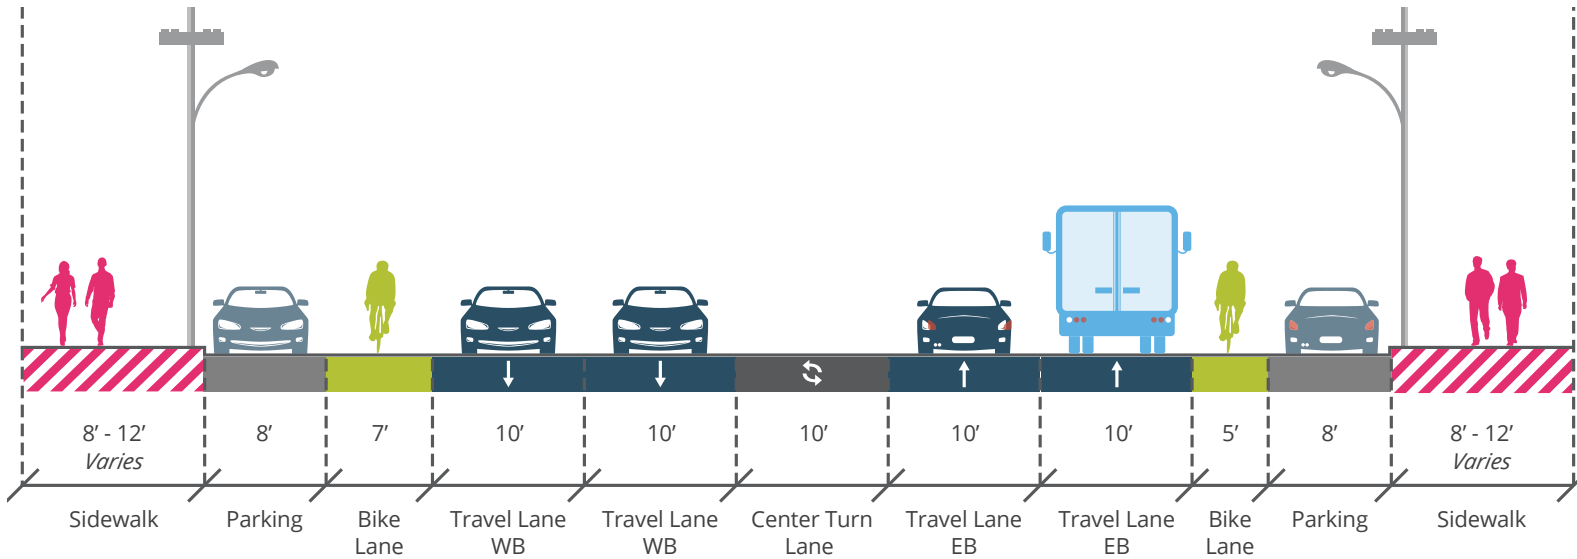 8’ - 12’
Varies
8’
7’
10’
10’
10’
10’
10’
5’
8’
8’ - 12’
Varies
Sidewalk
Parking
Bike
Lane
Travel Lane
WB
Travel Lane
WB
Center Turn
Lane
Travel Lane
EB
Travel Lane
EB
Bike
Lane
Parking
Sidewalk